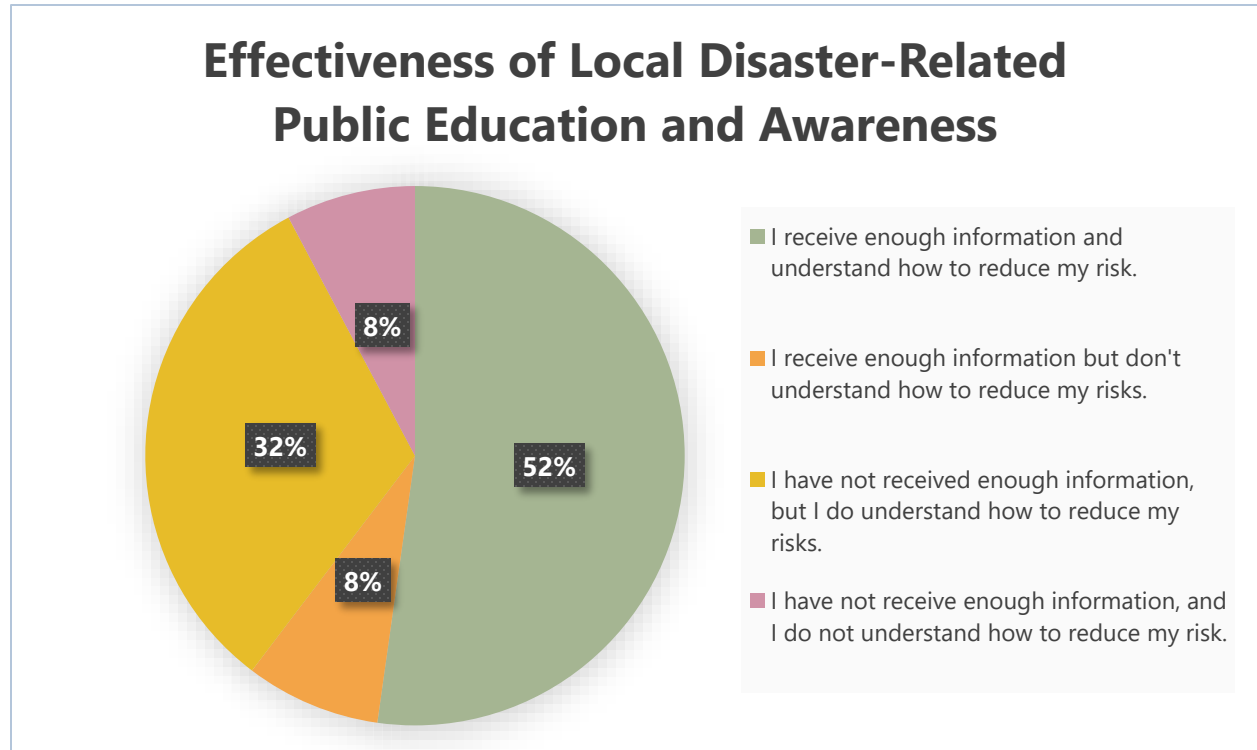 Effectiveness of Local Disaster-Related
Public Education and Awareness
8%
32%
52%
8%
I receive enough information and
understand how to reduce my risk.
I receive enough information but don't
understand how to reduce my risks.
I have not received enough information,
but I do understand how to reduce my
risks.
I have not receive enough information, and
I do not understand how to reduce my risk.